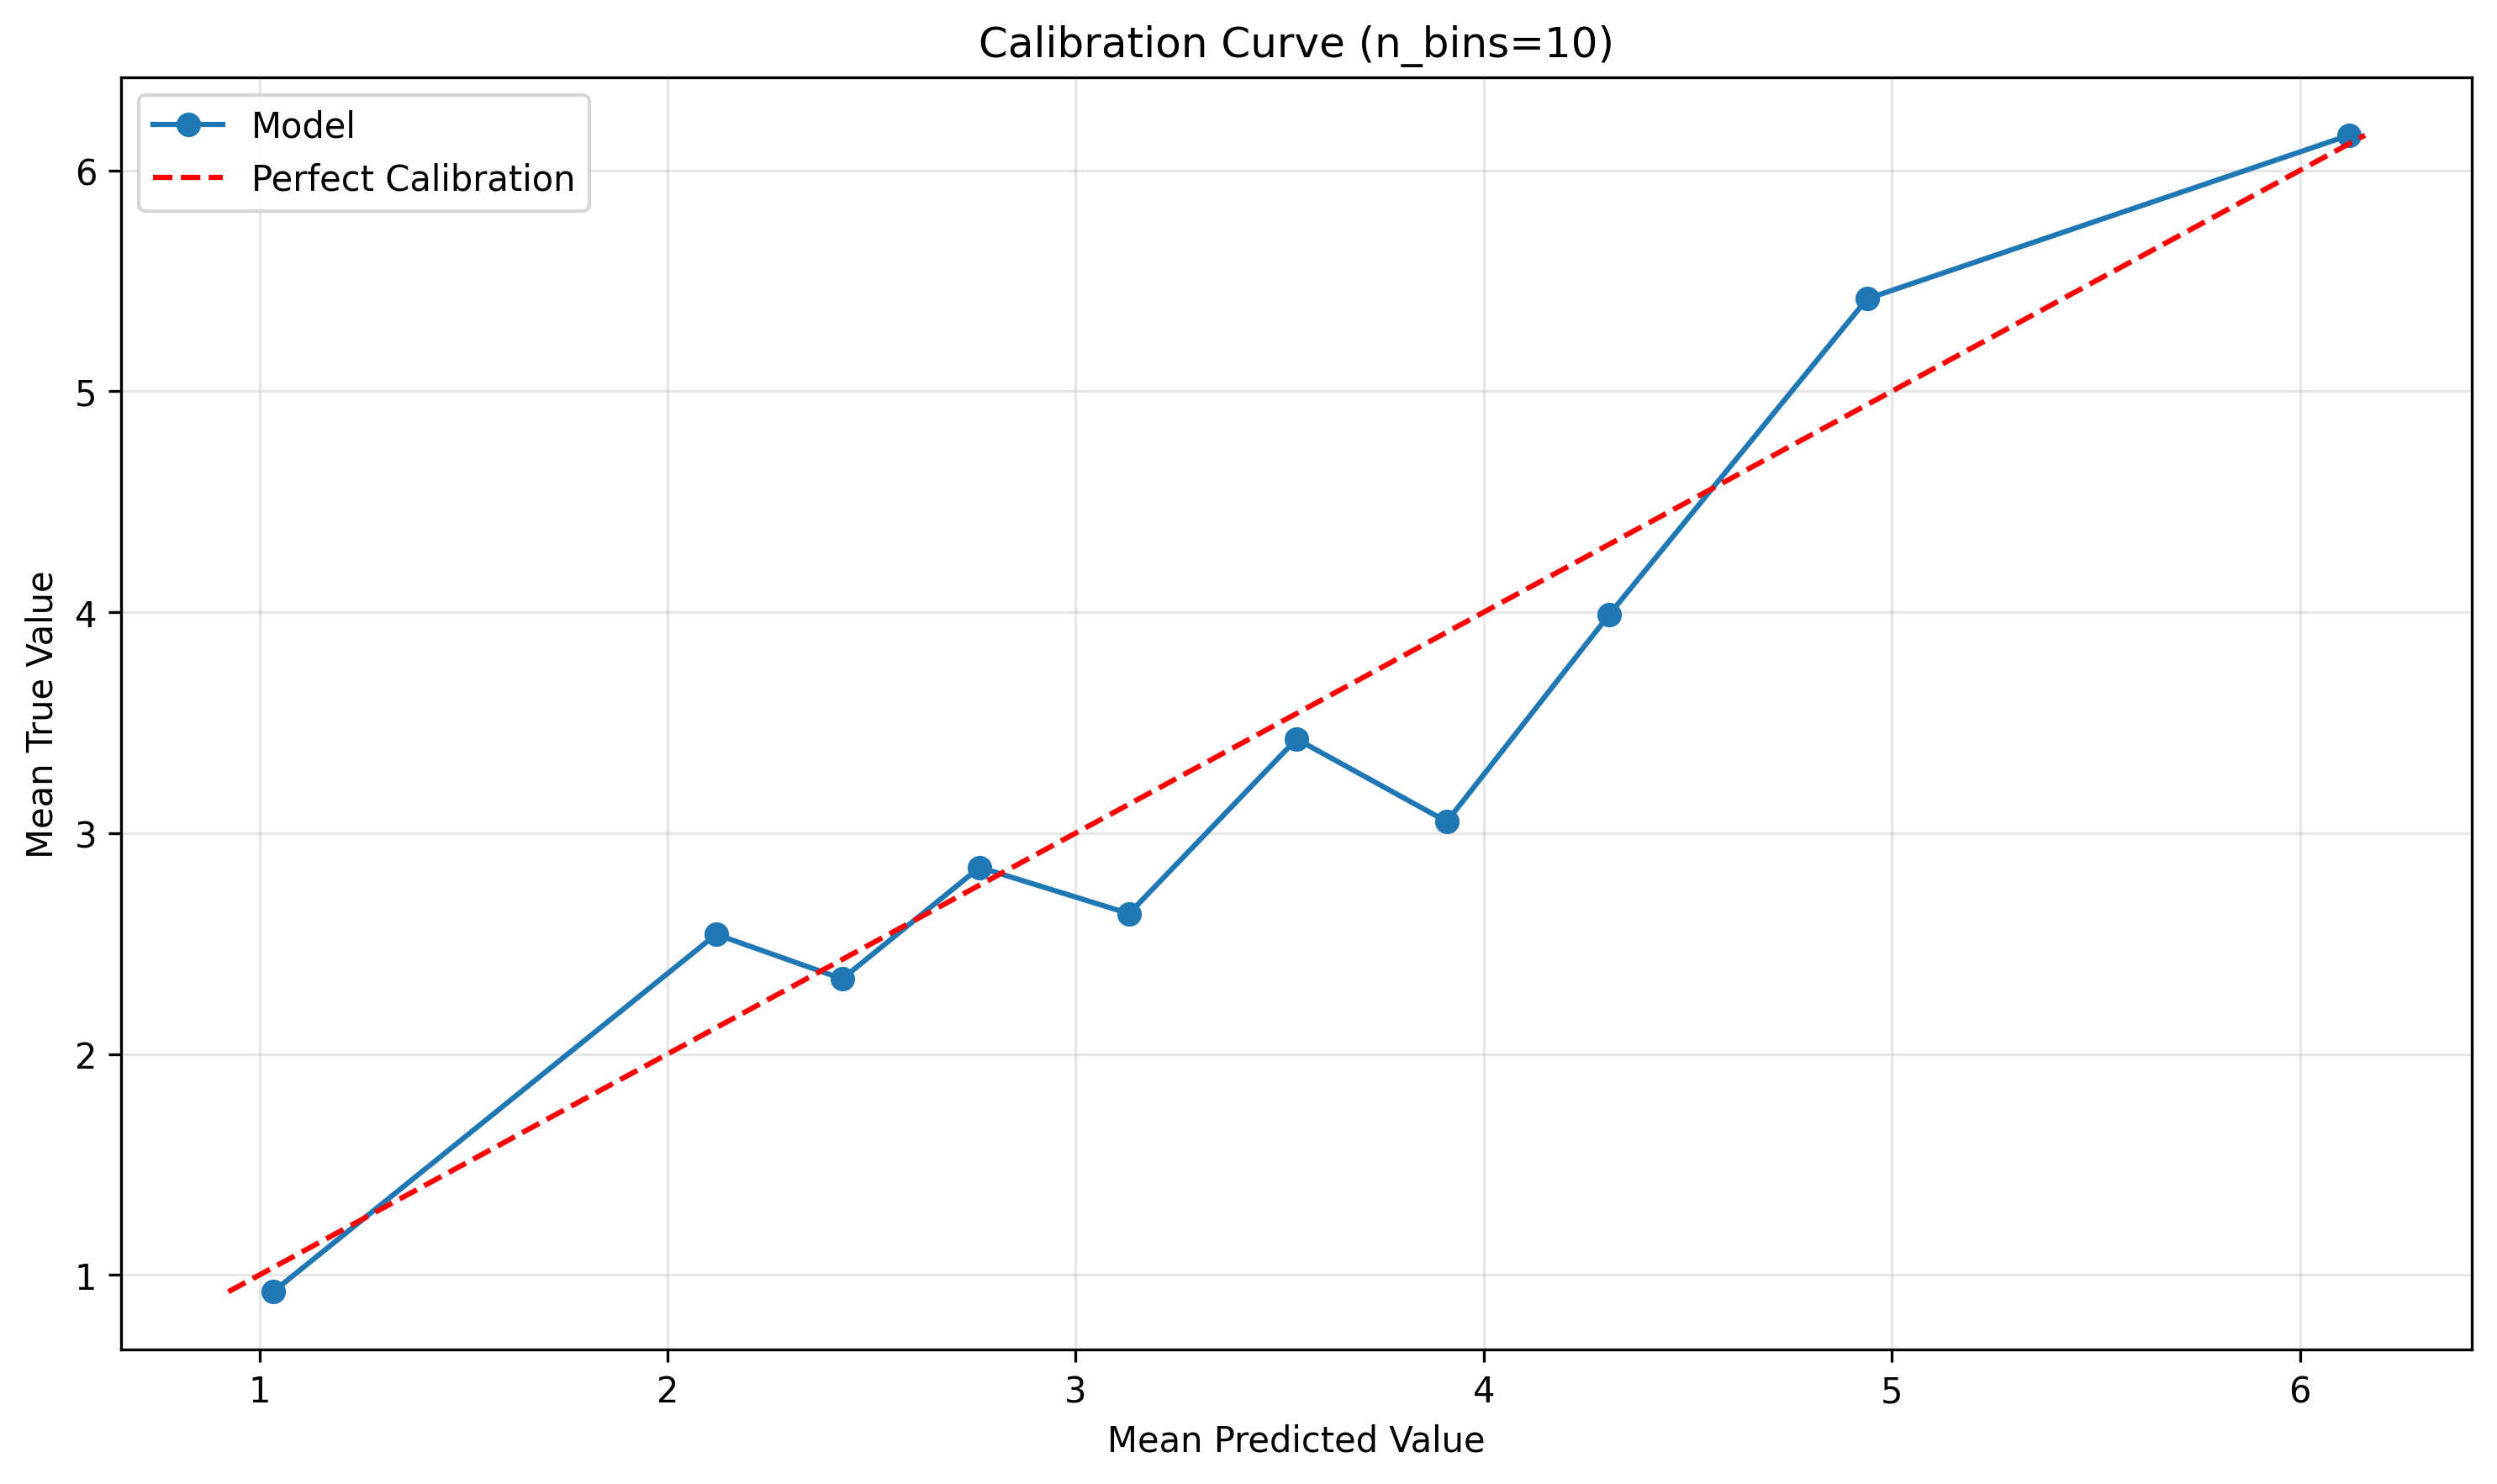 Calibration Curve (n_bins=10)
Model
Perfect Calibration
Mean True Value
6
5
4
3
2
1
1 2 3 4 5 6
Mean Predicted Value